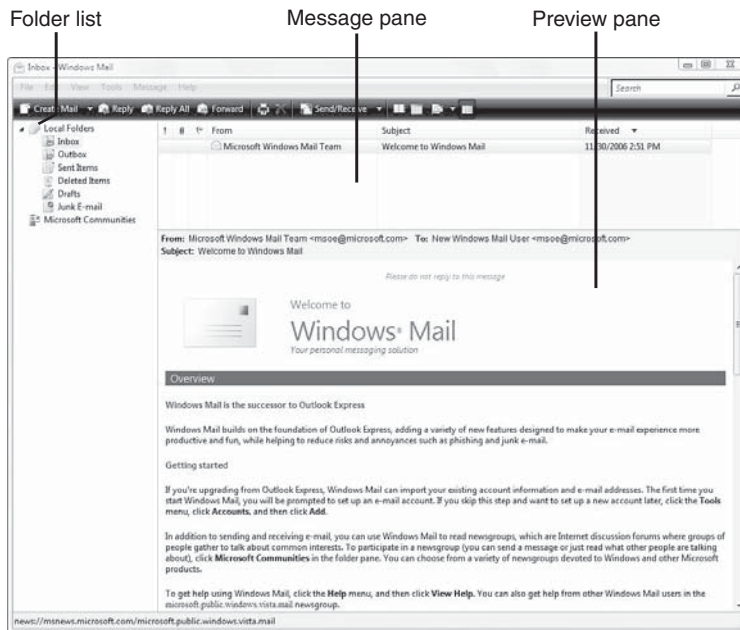 Folder list
Message pane
Preview pane
Inbox - Windows Mail
File Edit View Tools Message Help
Search
Create Mail Reply Reply All Forward Send/Receive
Local Folders
Inbox
Outbox
Sent Items
Deleted Items
Drafts
Junk E-mail
Microsoft Communities
! From Subject Received
Microsoft Windows Mail Team Welcome to Windows Mail 11/30/2006 2:51 PM
From: Microsoft Windows Mail Team <msoe@microsoft.com> To: New Windows Mail User <msoe@microsoft.com>
Subject: Welcome to Windows Mail
Please do not reply to this message
Welcome to
Windows® Mail
Your personal messaging solution
Overview
Windows Mail is the successor to Outlook Express
Windows Mail builds on the foundation of Outlook Express, adding a variety of new features designed to make your e-mail experience more
productive and fun, while helping to reduce risks and annoyances such as phishing and junk e-mail.
Getting started
If you're upgrading from Outlook Express, Windows Mail can import your existing account information and e-mail addresses. The first time you
start Windows Mail, you will be prompted to set up an e-mail account. If you skip this step and want to set up a new account later, click the Tools
menu, click Accounts, and then click Add.
In addition to sending and receiving e-mail, you can use Windows Mail to read newsgroups, which are Internet discussion forums where groups of
people gather to talk about common interests. To participate in a newsgroup (you can send a message or just read what other people are talking
about), click Microsoft Communities in the folder pane. You can choose from a variety of newsgroups devoted to Windows and other Microsoft
products.
To get help using Windows Mail, click the Help menu, and then click View Help. You can also get help from other Windows Mail users in the
microsoft.public.windows.vista.mail newsgroup.
news://msnews.microsoft.com/microsoft.public.windows.vista.mail